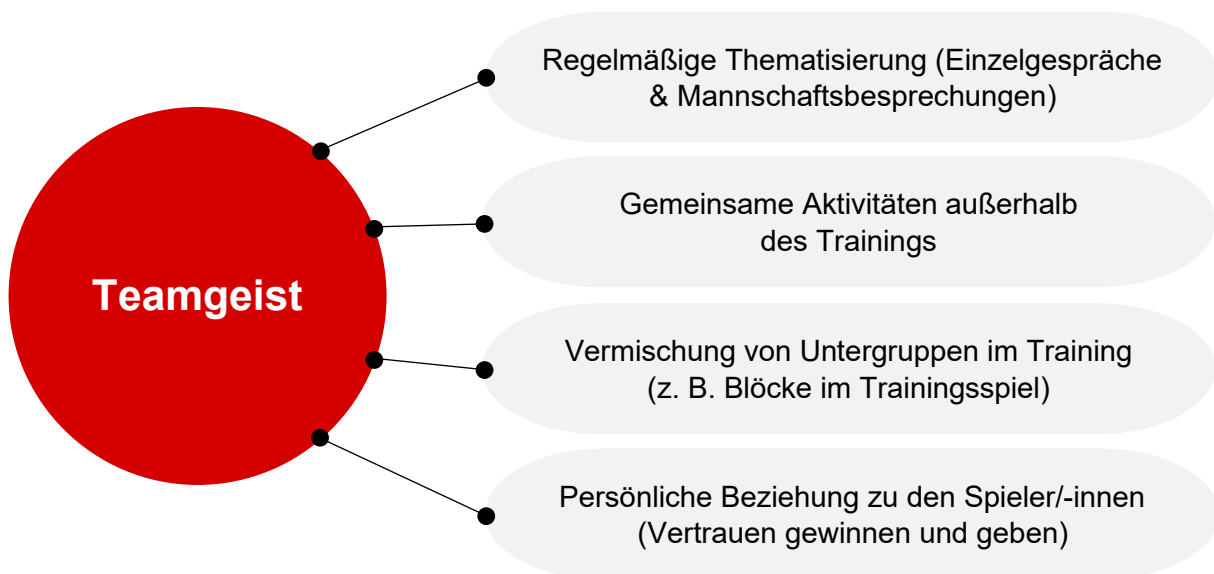 Regelmäßige Thematisierung (Einzelgespräche
& Mannschaftsbesprechungen)
Gemeinsame Aktivitäten außerhalb
des Trainings
Teamgeist
Vermischung von Untergruppen im Training
(z. B. Blöcke im Trainingsspiel)
Persönliche Beziehung zu den Spieler/-innen
(Vertrauen gewinnen und geben)